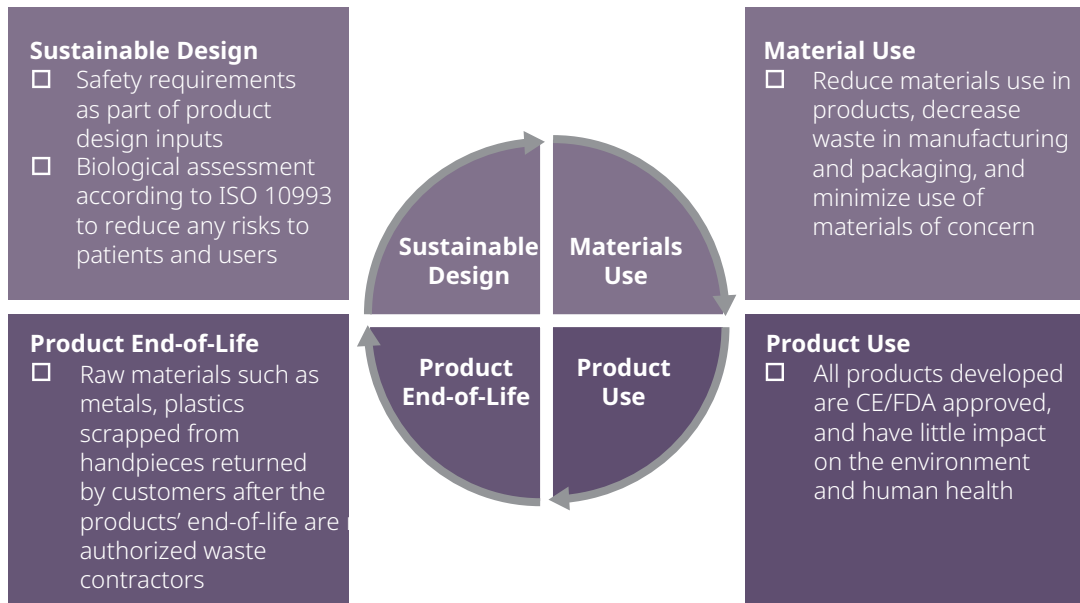 Sustainable Design
☐ Safety requirements
as part of product
design inputs
☐ Biological assessment
according to ISO 10993
to reduce any risks to
patients and users
Material Use
☐ Reduce materials use in
products, decrease
waste in manufacturing
and packaging, and
minimize use of
materials of concern
Sustainable
Design
Materials
Use
Product
End-of-Life
Product
Use
Product End-of-Life
☐ Raw materials such as
metals, plastics
scrapped from
handpieces returned
by customers after the
products’ end-of-life are
authorized waste
contractors
Product Use
☐ All products developed
are CE/FDA approved,
and have little impact
on the environment
and human health